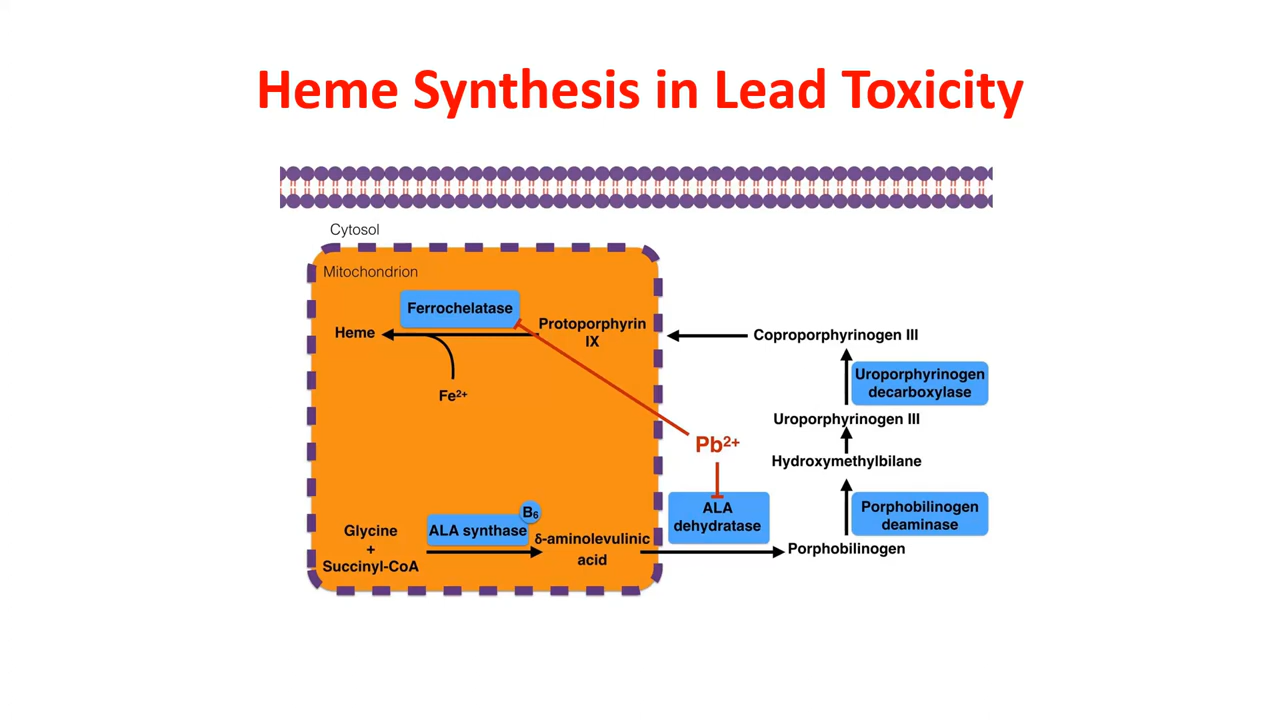 Heme Synthesis in Lead Toxicity
Cytosol
Mitochondrion
Ferrochelatase
Heme
Protoporphyrin
IX
Fe²⁺
Coproporphyrinogen III
Uroporphyrinogen
decarboxylase
Uroporphyrinogen III
Pb²⁺
Hydroxymethylbilane
ALA
dehydratase
Porphobilinogen
deaminase
Porphobilinogen
B₆
ALA synthase
Glycine
+
Succinyl-CoA
δ-aminolevulinic
acid